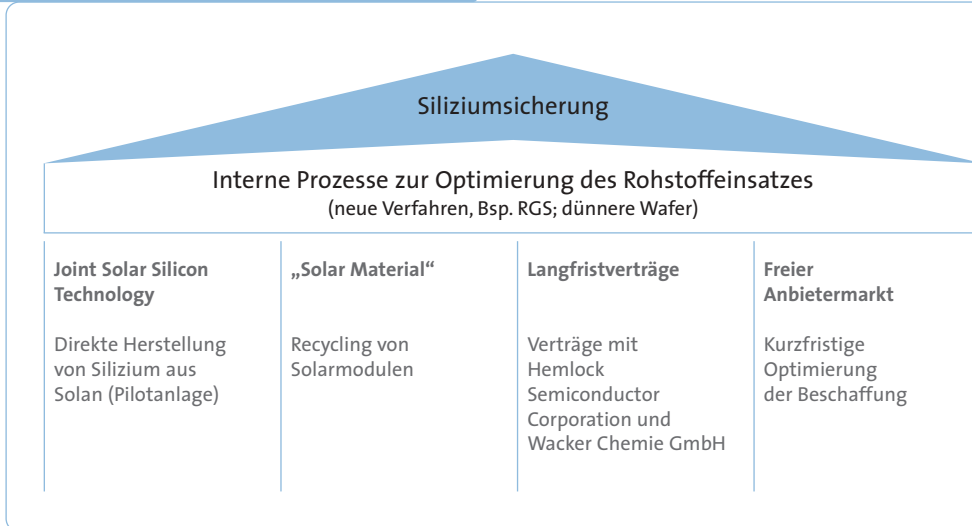 Siliziumsicherung
Interne Prozesse zur Optimierung des Rohstoffeinsatzes
(neue Verfahren, Bsp. RGS; dünnere Wafer)
Joint Solar Silicon
Technology
Direkte Herstellung
von Silizium aus
Solan (Pilotanlage)
„Solar Material“
Recycling von
Solarmodulen
Langfristverträge
Verträge mit
Hemlock
Semiconductor
Corporation und
Wacker Chemie GmbH
Freier
Anbietermarkt
Kurzfristige
Optimierung
der Beschaffung